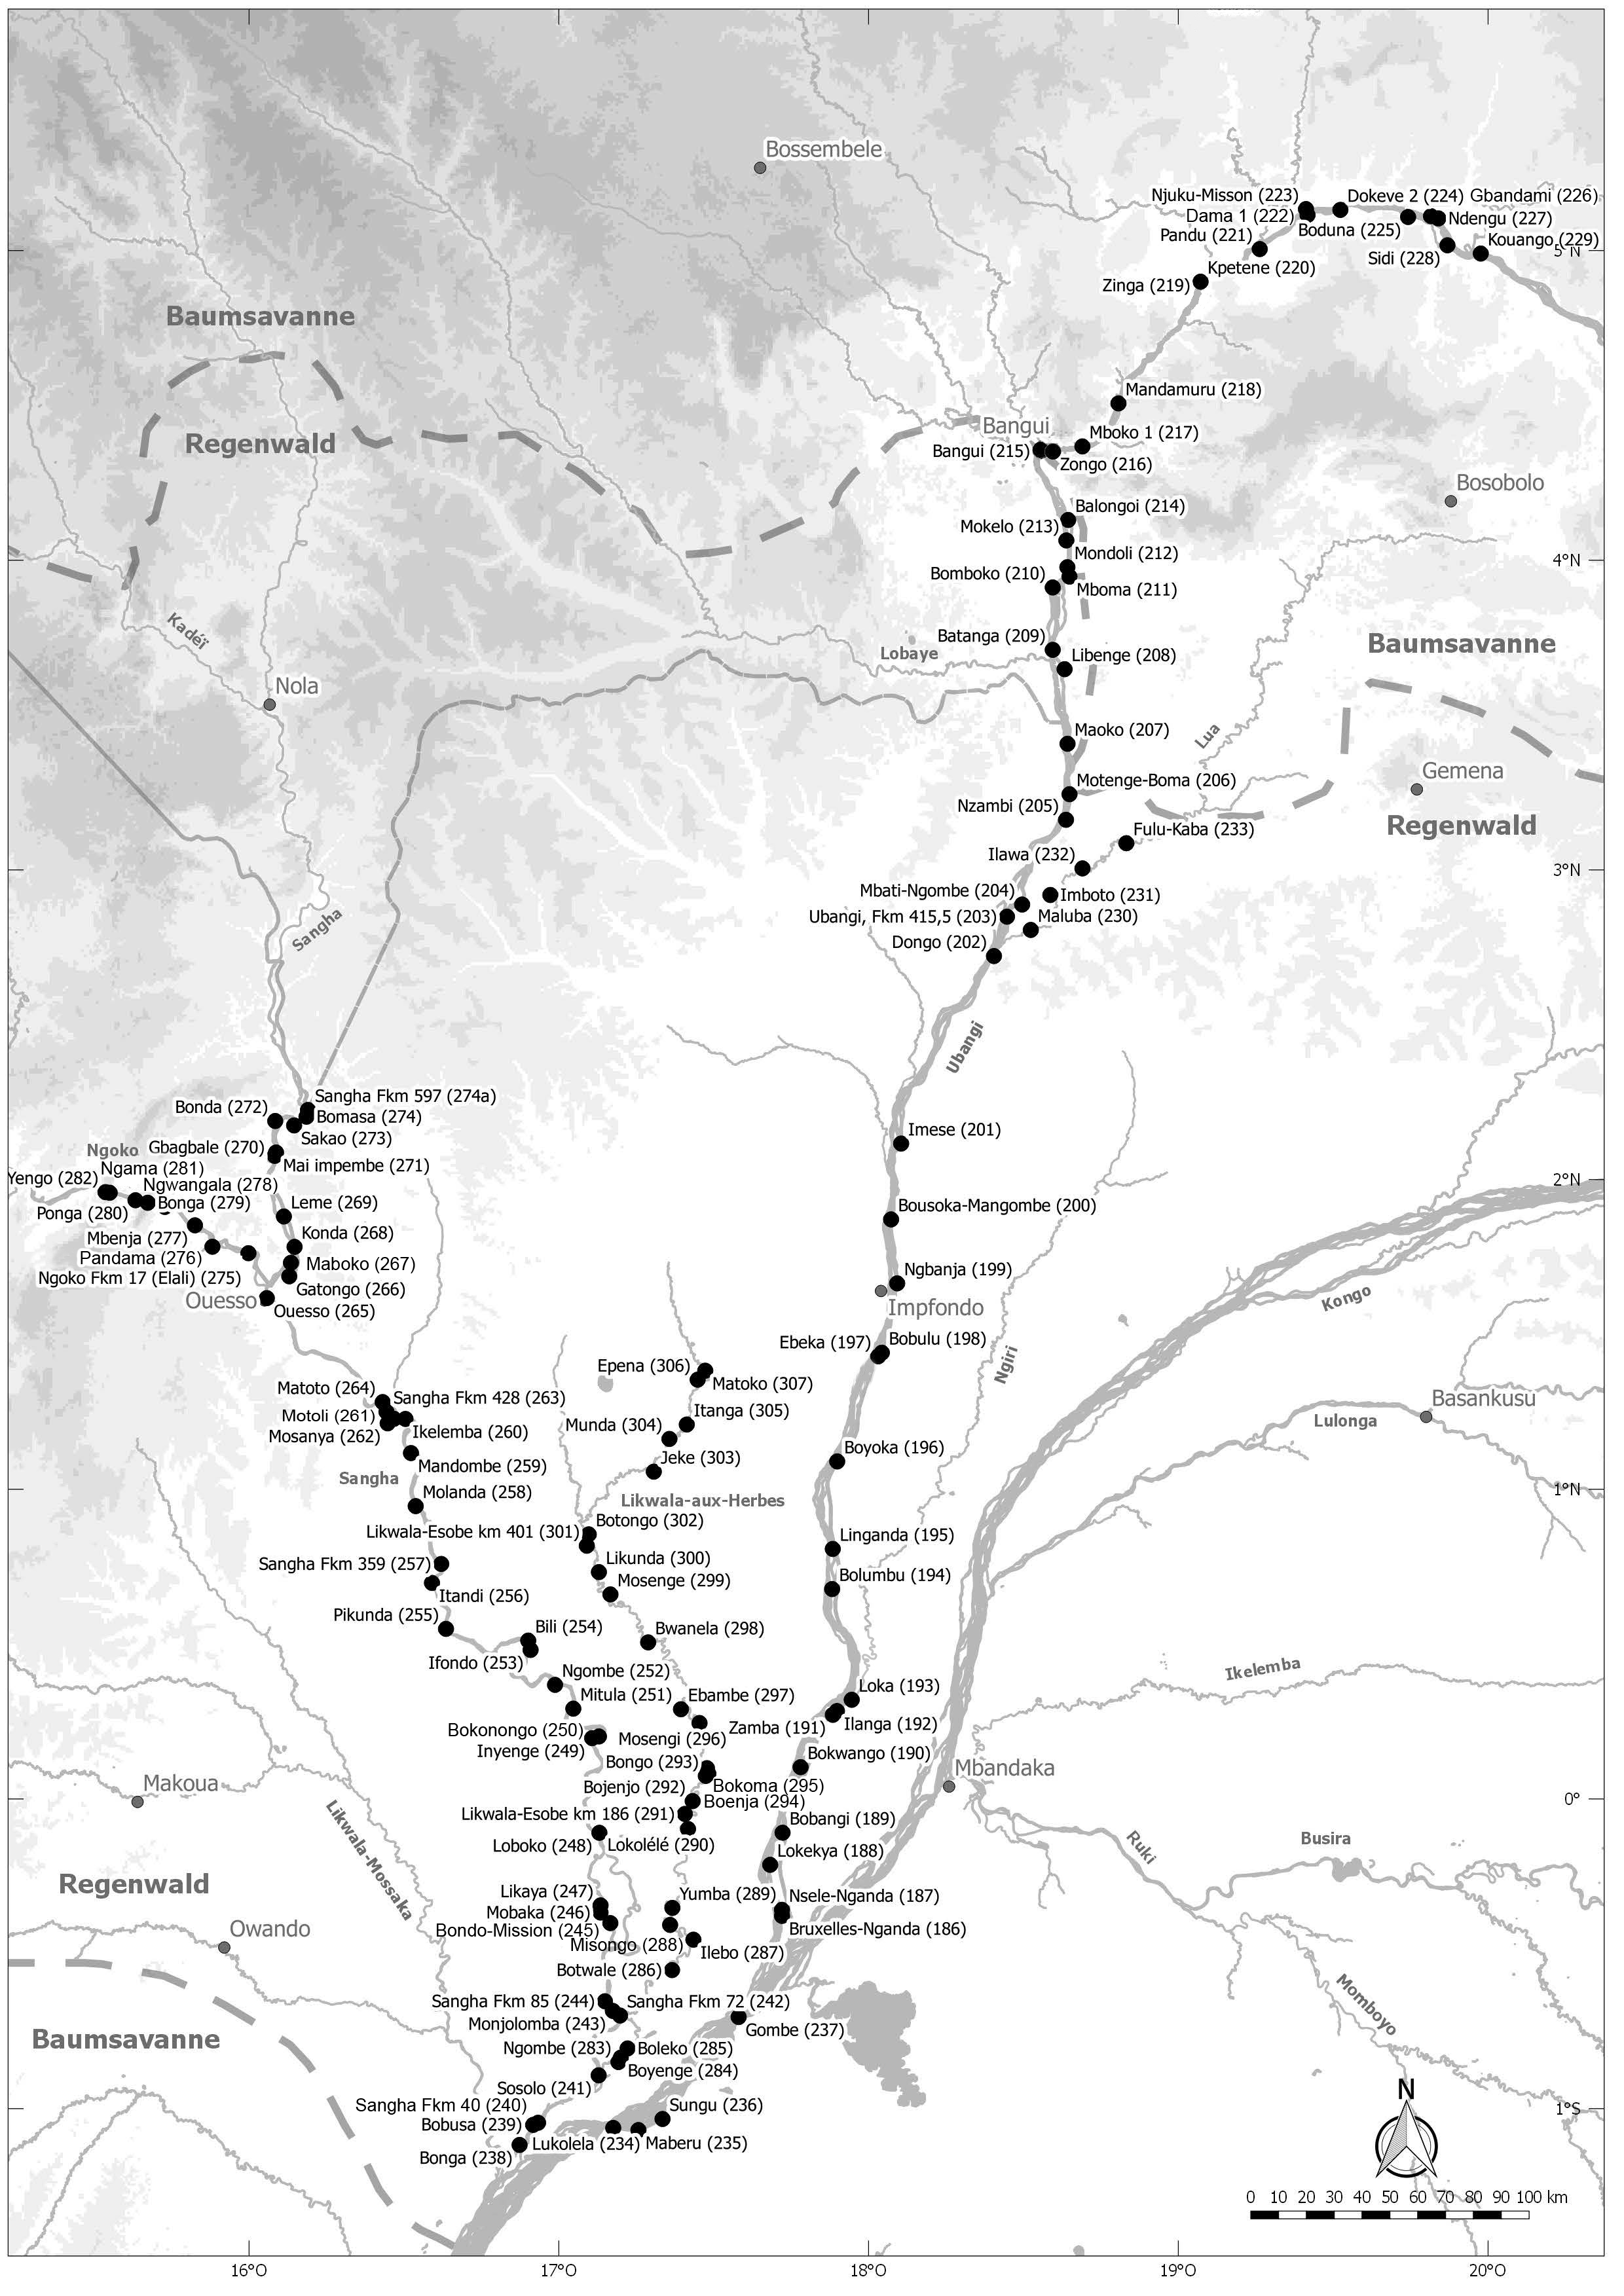 Bossembele
Njuku-Misson (223)
Dokeve 2 (224)
Gbandami (226)
Dama 1 (222)
Ndengu (227)
Pandu (221)
Boduna (225)
Kouango (229)
5°N
Sidi (228)
Kpetene (220)
Zinga (219)
Baumsavanne
Mandamuru (218)
Regenwald
Bangui
Mboko 1 (217)
Bangui (215)
Zongo (216)
Bosobolo
Balongoi (214)
Mokelo (213)
Mondoli (212)
4°N
Bomboko (210)
Mboma (211)
Kadéï
Batanga (209)
Baumsavanne
Lobaye
Libenge (208)
Nola
Maoko (207)
Lua
Motenge-Boma (206)
Gemena
Nzambi (205)
Regenwald
Fulu-Kaba (233)
Ilawa (232)
3°N
Mbati-Ngombe (204)
Imboto (231)
Ubangi, Fkm 415,5 (203)
Maluba (230)
Sangha
Dongo (202)
Ubangi
Sangha Fkm 597 (274a)
Bonda (272)
Bomasa (274)
Sakao (273)
Imese (201)
Ngoko
Gbagbale (270)
Mai impembe (271)
Ngama (281)
Yengo (282)
2°N
Ngwangala (278)
Bonga (279)
Leme (269)
Ponga (280)
Bousoka-Mangombe (200)
Konda (268)
Mbenja (277)
Pandama (276)
Maboko (267)
Ngoko Fkm 17 (Elali) (275)
Gatongo (266)
Ngbanja (199)
Ouesso
Ouesso (265)
Impfondo
Kongo
Ebeka (197)
Bobulu (198)
Ngiri
Epena (306)
Matoko (307)
Matoto (264)
Sangha Fkm 428 (263)
Basankusu
Motoli (261)
Itanga (305)
Lulonga
Mosanya (262)
Ikelemba (260)
Munda (304)
Boyoka (196)
Mandombe (259)
Jeke (303)
Sangha
1°N
Molanda (258)
Likwala-aux-Herbes
Botongo (302)
Likwala-Esobe km 401 (301)
Linganda (195)
Sangha Fkm 359 (257)
Likunda (300)
Bolumbu (194)
Mosenge (299)
Itandi (256)
Pikunda (255)
Bili (254)
Bwanela (298)
Ifondo (253)
Ngombe (252)
Ikelemba
Loka (193)
Mitula (251)
Ebambe (297)
Zamba (191)
Ilanga (192)
Bokonongo (250)
Mosengi (296)
Inyenge (249)
Bokwango (190)
Bongo (293)
Mbandaka
Makoua
Bojenjo (292)
Bokoma (295)
Boenja (294)
0°
Likwala-Esobe km 186 (291)
Bobangi (189)
Likwala-Mossaka
Loboko (248)
Lokolélé (290)
Ruki
Busira
Lokekya (188)
Regenwald
Likaya (247)
Yumba (289)
Nsele-Nganda (187)
Mobaka (246)
Owando
Bondo-Mission (245)
Bruxelles-Nganda (186)
Misongo (288)
Ilebo (287)
Botwale (286)
Momboyo
Sangha Fkm 85 (244)
Sangha Fkm 72 (242)
Monjolomba (243)
Gombe (237)
Baumsavanne
Ngombe (283)
Boleko (285)
Boyenge (284)
Sosolo (241)
N
Sangha Fkm 40 (240)
Sungu (236)
1°S
Bobusa (239)
Lukolela (234)
Maberu (235)
Bonga (238)
0 10 20 30 40 50 60 70 80 90 100 km
16°O 17°O 18°O 19°O 20°O